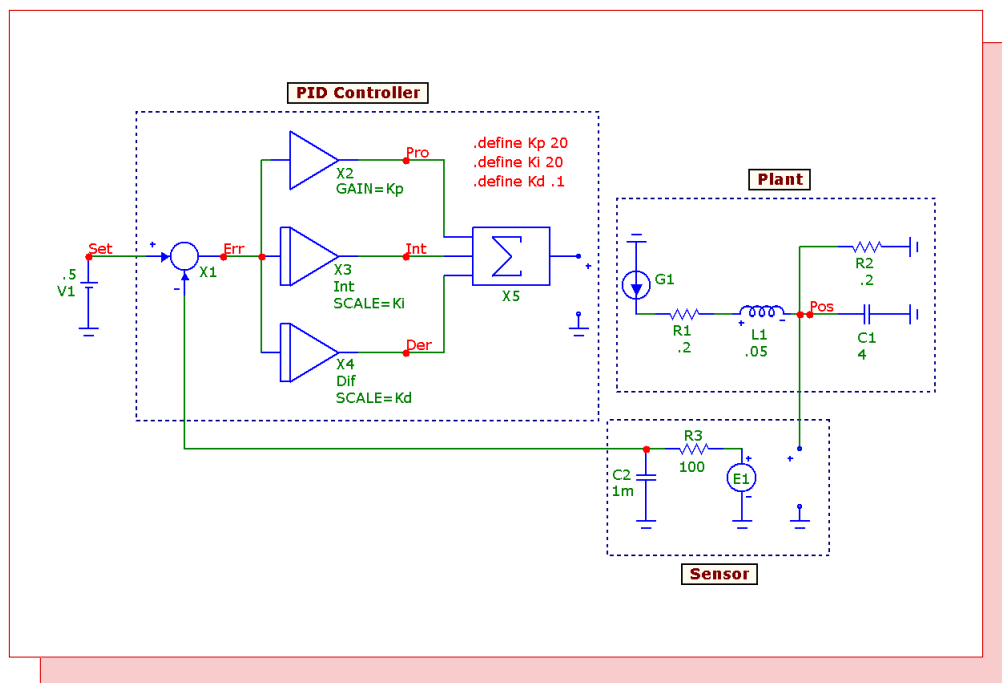 PID Controller
Pro
.define Kp 20
.define Ki 20
.define Kd .1
X2
GAIN=Kp
Plant
Set
+
Err
Int
+
X1
X3
Int
SCALE=Ki
-
X5
.5
V1
R2
.2
G1
R1
.2
+
-
L1
.05
Pos
C1
4
Der
X4
Dif
SCALE=Kd
R3
100
+
-
E1
+
C2
1m
Sensor